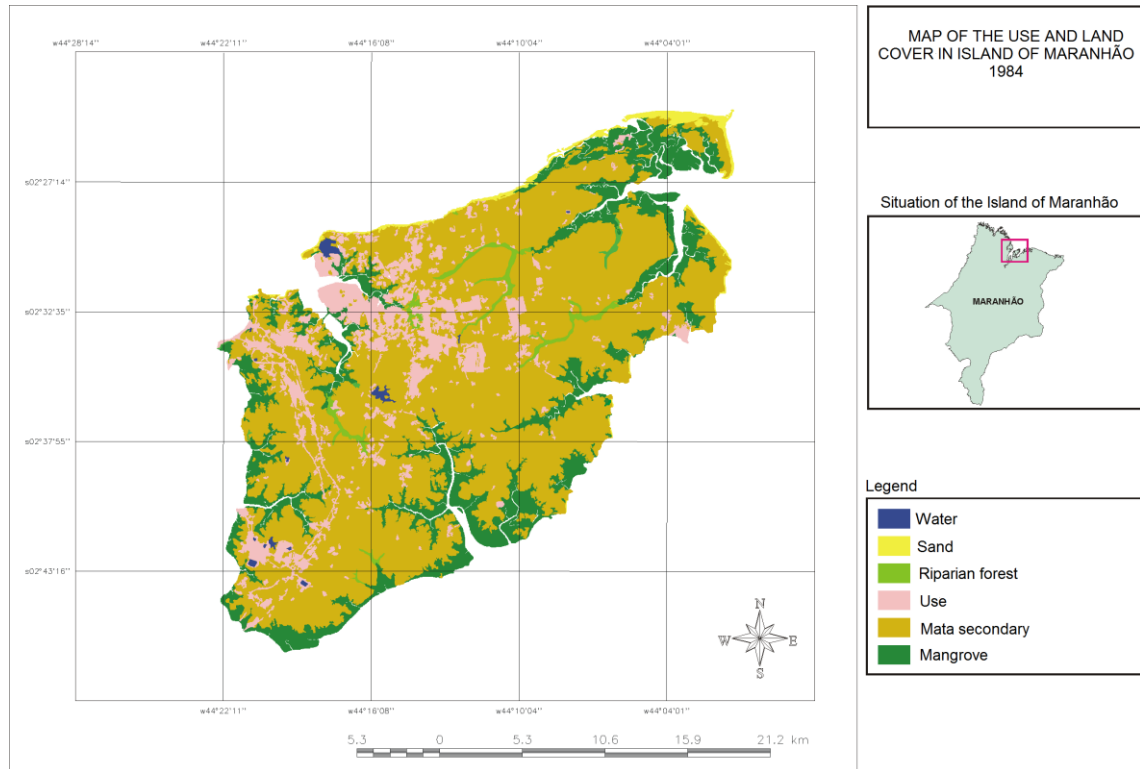 MAP OF THE USE AND LAND
COVER IN ISLAND OF MARANHÃO
1984
w44°28'14''
w44°22'11''
w44°16'08''
w44°10'04''
w44°04'01''
s02°27'14''
s02°32'35''
s02°37'55''
s02°43'16''
w44°22'11''
w44°16'08''
w44°10'04''
w44°04'01''
N
W E
S
5.3 0 5.3 10.6 15.9 21.2 km
Situation of the Island of Maranhão
MARANHÃO
Legend
Water
Sand
Riparian forest
Use
Mata secondary
Mangrove